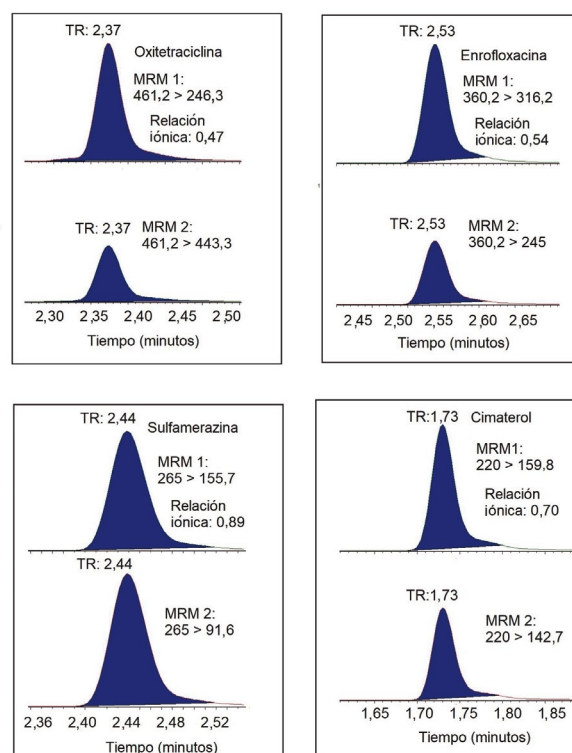 TR: 2,37
Oxitetraciclina
MRM 1:
461,2 > 246,3
Relación
iónica: 0,47
TR: 2,37
MRM 2:
461,2 > 443,3
2,30 2,35 2,40 2,45 2,50
Tiempo (minutos)
TR: 2,53
Enrofloxacina
MRM 1:
360,2 > 316,2
Relación
iónica: 0,54
TR: 2,53
MRM 2:
360,2 > 245
2,45 2,50 2,55 2,60 2,65
Tiempo (minutos)
TR: 2,44
Sulfamerazina
MRM 1:
265 > 155,7
Relación
iónica: 0,89
TR: 2,44
MRM 2:
265 > 91,6
2,36 2,40 2,44 2,48 2,52
Tiempo (minutos)
TR:1,73
Cimaterol
MRM1:
220 > 159.8
Relación
iónica: 0,70
TR:1,73
MRM 2:
220 > 142,7
1,65 1,70 1,75 1,80 1,85
Tiempo (minutos)